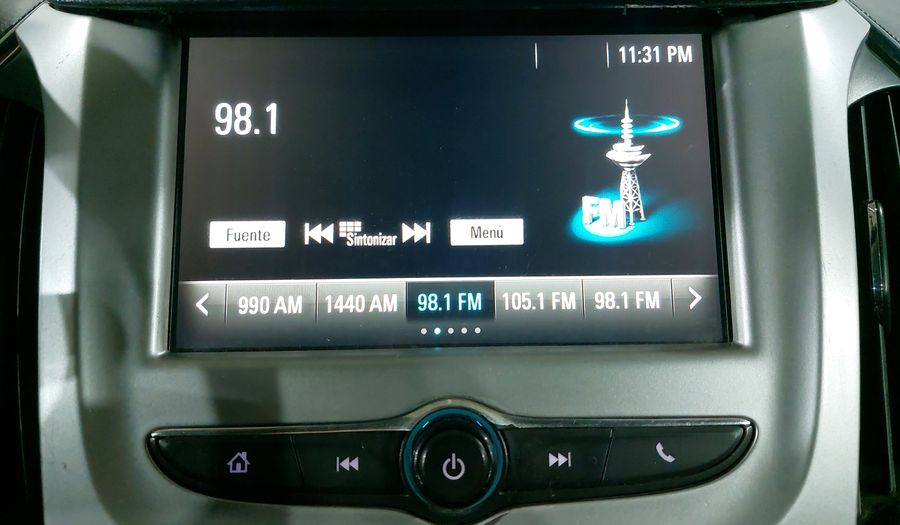 11:31 PM
98.1
FM
Fuente
Sintonizar
Menú
990 AM
1440 AM
98.1 FM
105.1 FM
98.1 FM